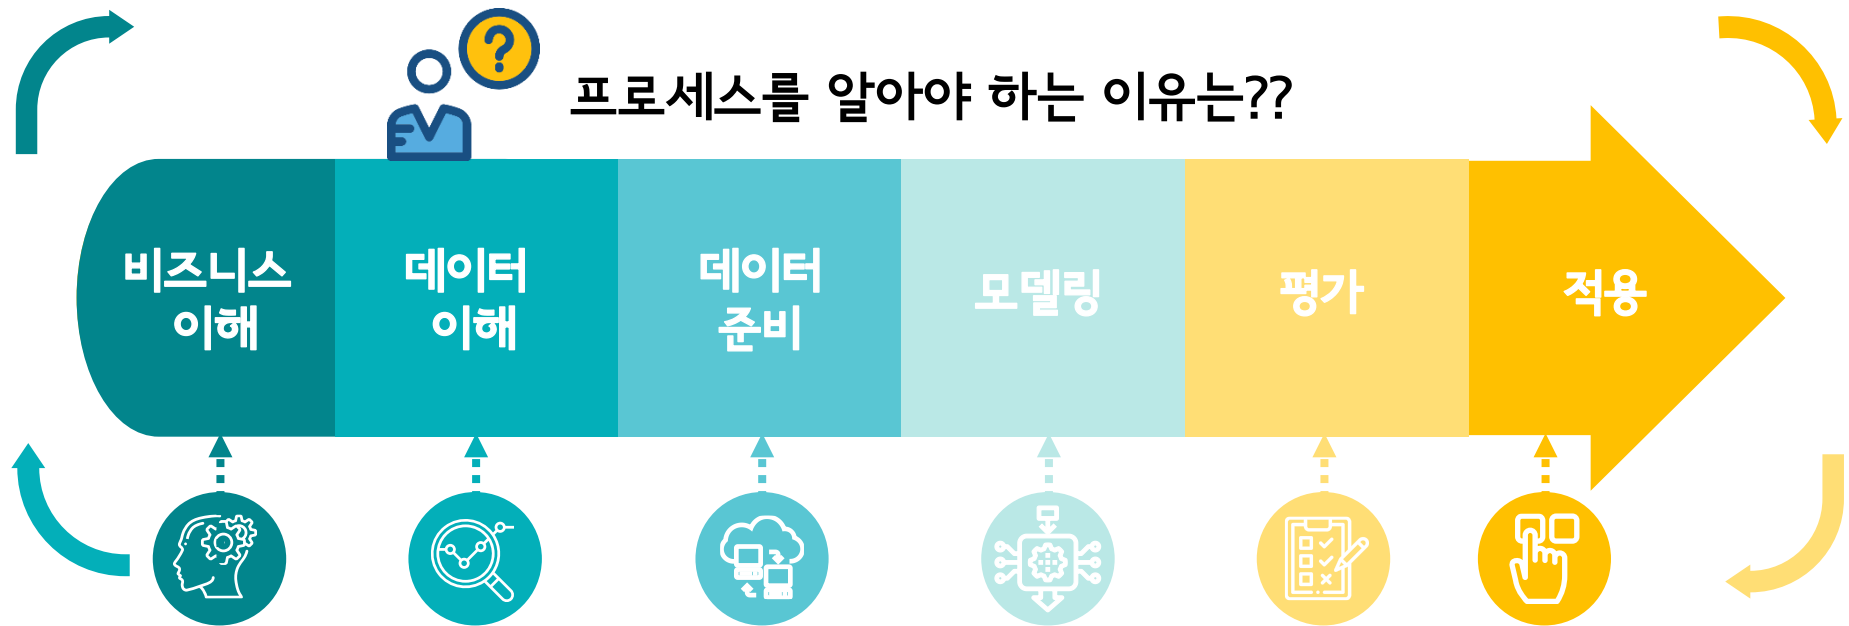 프로세스를 알아야 하는 이유는??
비즈니스
이해
데이터
이해
데이터
준비
모델링
평가
적용